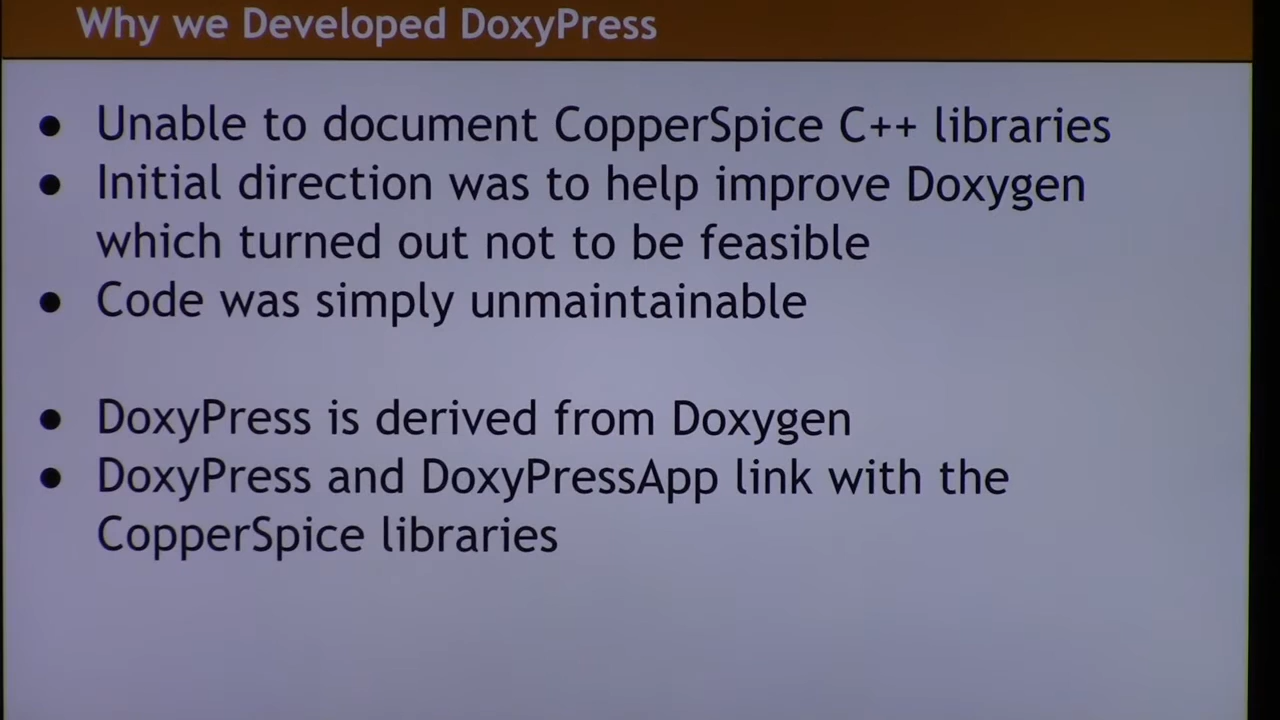 Why we Developed DoxyPress
● Unable to document CopperSpice C++ libraries
● Initial direction was to help improve Doxygen
which turned out not to be feasible
● Code was simply unmaintainable
● DoxyPress is derived from Doxygen
● DoxyPress and DoxyPressApp link with the
CopperSpice libraries